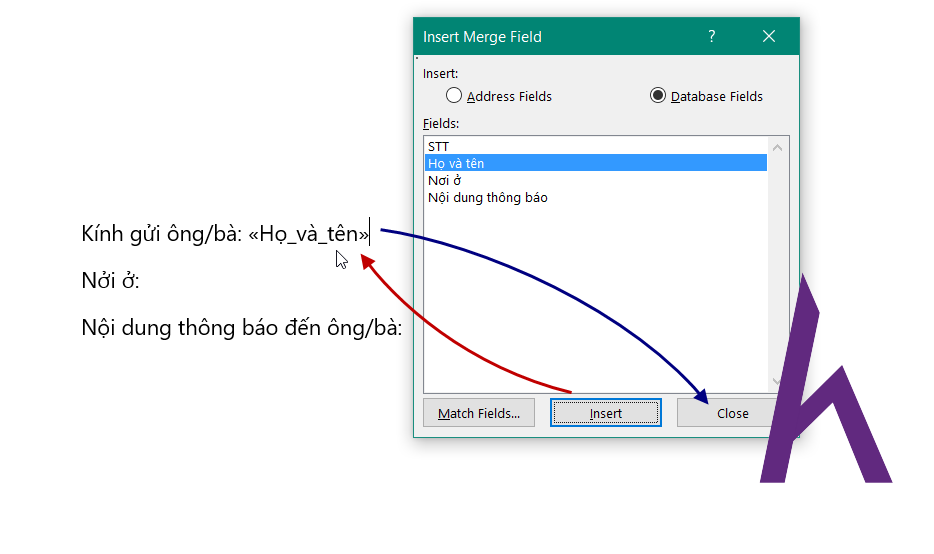 Insert Merge Field ?
Insert:
Address Fields Database Fields
Fields:
STT
Họ và tên
Nơi ở
Nội dung thông báo
Kính gửi ông/bà: «Họ_và_tên»
Nởi ở:
Nội dung thông báo đến ông/bà:
Match Fields... Insert Close